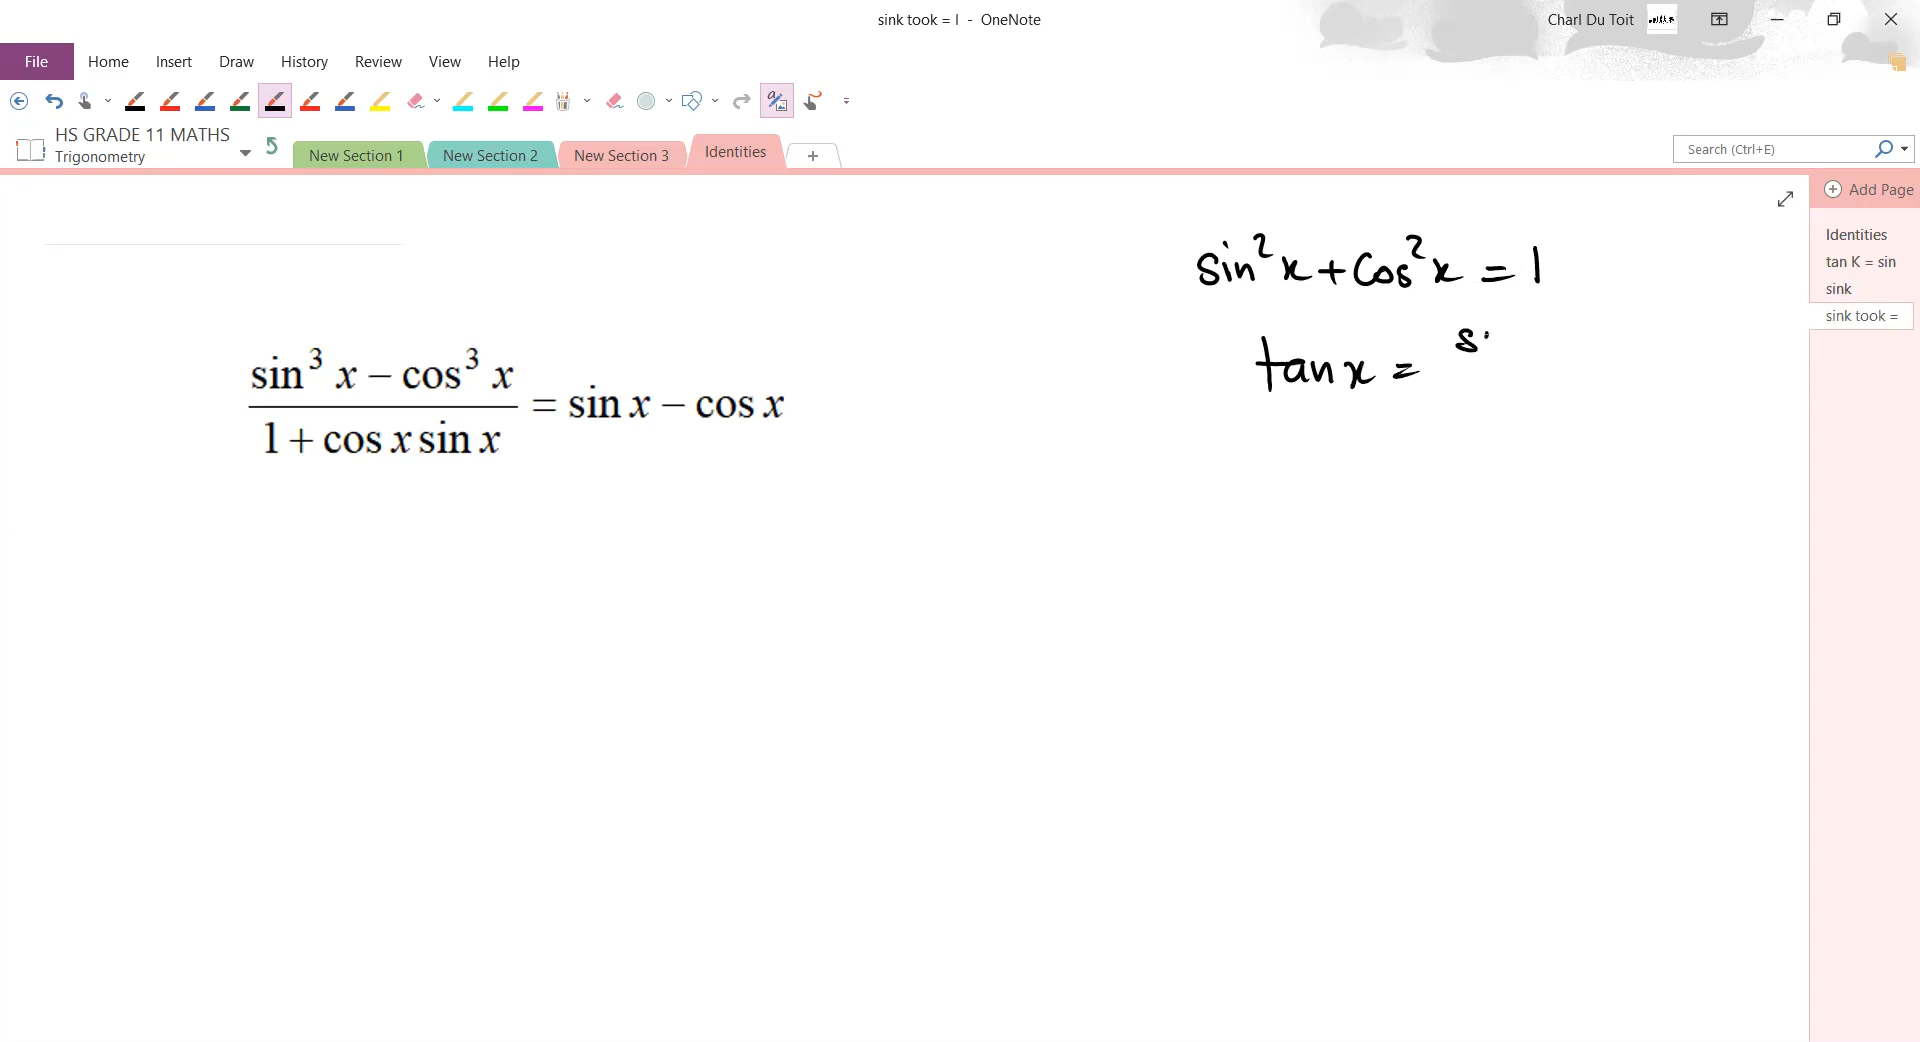 sink took = I - OneNote
Charl Du Toit
File Home Insert Draw History Review View Help
HS GRADE 11 MATHS
Trigonometry
New Section 1 New Section 2 New Section 3 Identities +
Search (Ctrl+E)
Add Page
Identities
tan K = sin
sink
sink took =
sin² x + cos² x = 1
tan x = s
sin³ x − cos³ x
= sin x − cos x
1 + cos x sin x